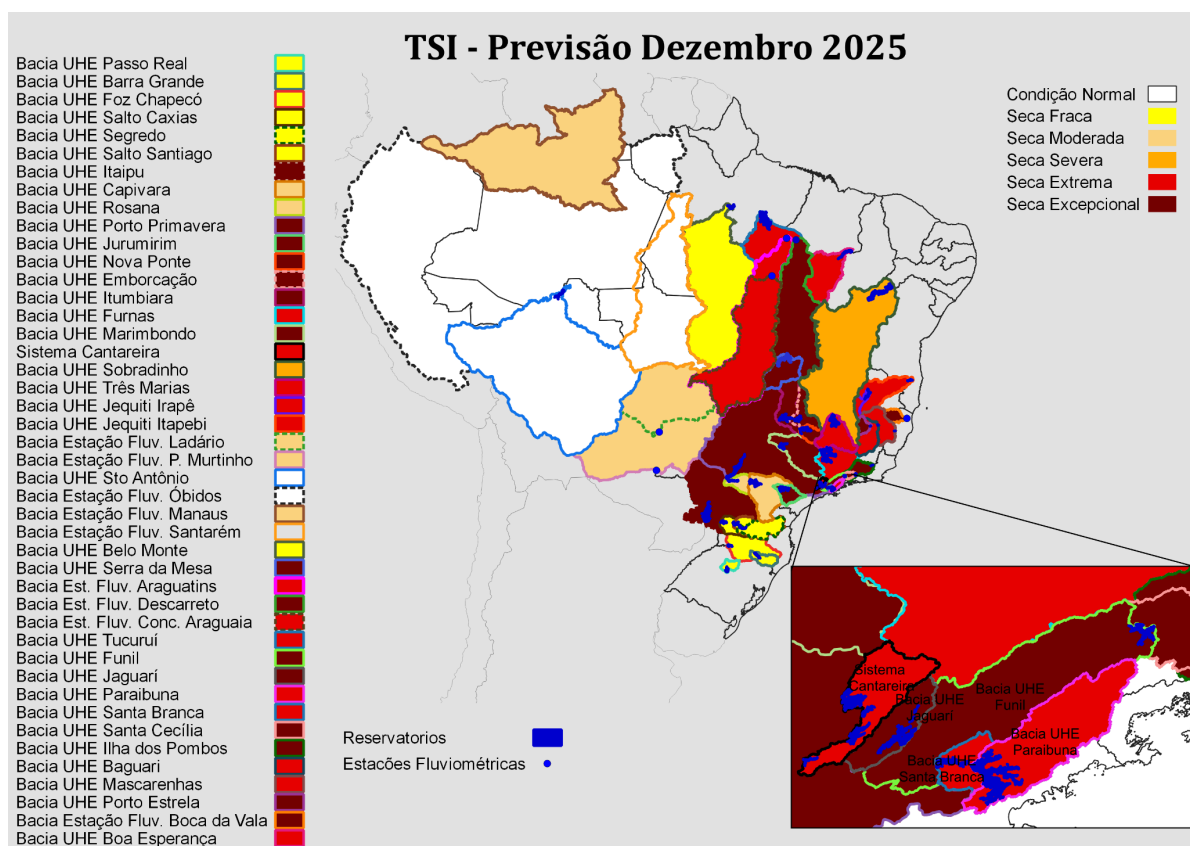 TSI - Previsão Dezembro 2025
Bacia UHE Passo Real
Bacia UHE Barra Grande
Bacia UHE Foz Chapecó
Bacia UHE Salto Caxias
Bacia UHE Segredo
Bacia UHE Salto Santiago
Bacia UHE Itaipu
Bacia UHE Capivara
Bacia UHE Rosana
Bacia UHE Porto Primavera
Bacia UHE Jurumirim
Bacia UHE Nova Ponte
Bacia UHE Emborcação
Bacia UHE Itumbiara
Bacia UHE Furnas
Bacia UHE Marimbondo
Sistema Cantareira
Bacia UHE Sobradinho
Bacia UHE Três Marias
Bacia UHE Jequiti Irapê
Bacia UHE Jequiti Itapebi
Bacia Estação Fluv. Ladário
Bacia Estação Fluv. P. Murtinho
Bacia UHE Sto Antônio
Bacia Estação Fluv. Óbidos
Bacia Estação Fluv. Manaus
Bacia Estação Fluv. Santarém
Bacia UHE Belo Monte
Bacia UHE Serra da Mesa
Bacia Est. Fluv. Araguatins
Bacia Est. Fluv. Descarreto
Bacia Est. Fluv. Conc. Araguaia
Bacia UHE Tucuruí
Bacia UHE Funil
Bacia UHE Jaguarí
Bacia UHE Paraibuna
Bacia UHE Santa Branca
Bacia UHE Santa Cecília
Bacia UHE Ilha dos Pombos
Bacia UHE Baguari
Bacia UHE Mascarenhas
Bacia UHE Porto Estrela
Bacia Estação Fluv. Boca da Vala
Bacia UHE Boa Esperança
Condição Normal
Seca Fraca
Seca Moderada
Seca Severa
Seca Extrema
Seca Excepcional
Reservatorios
Estacões Fluviométricas
Sistema
Cantareira
Bacia UHE
Jaguarí
Bacia UHE
Funil
Bacia UHE
Paraibuna
Bacia UHE
Santa Branca